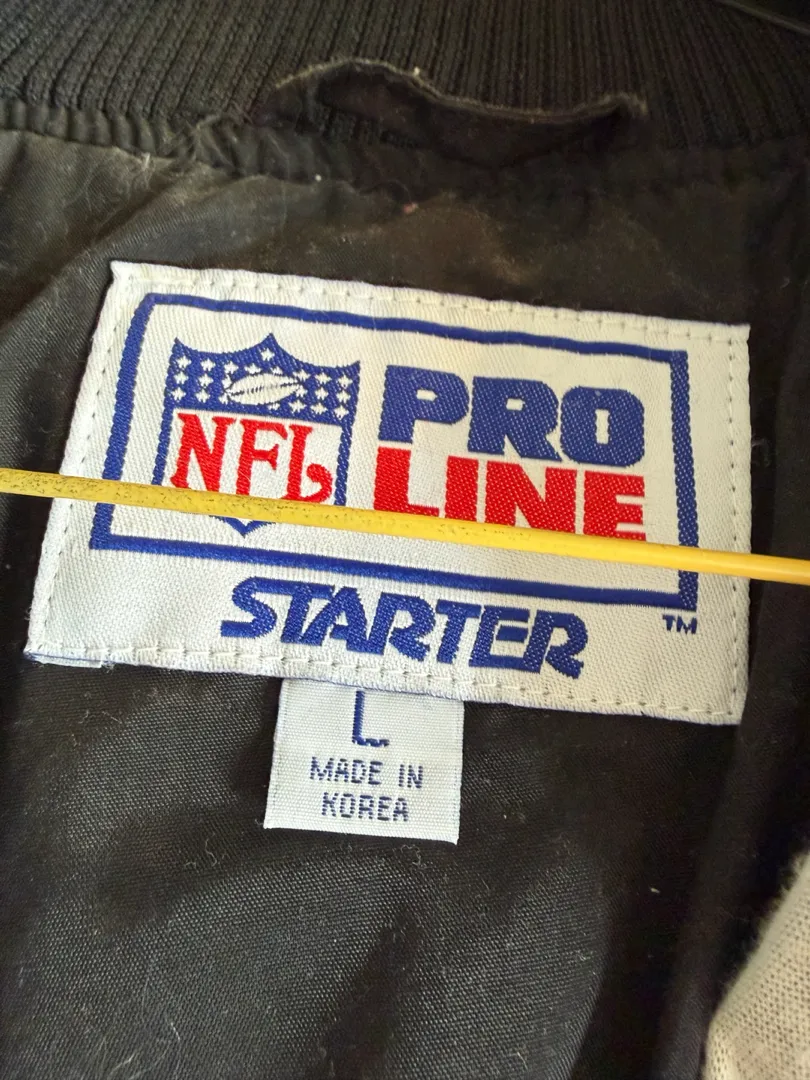 NFL
PRO
LINE
STARTER
TM
L
MADE IN
KOREA